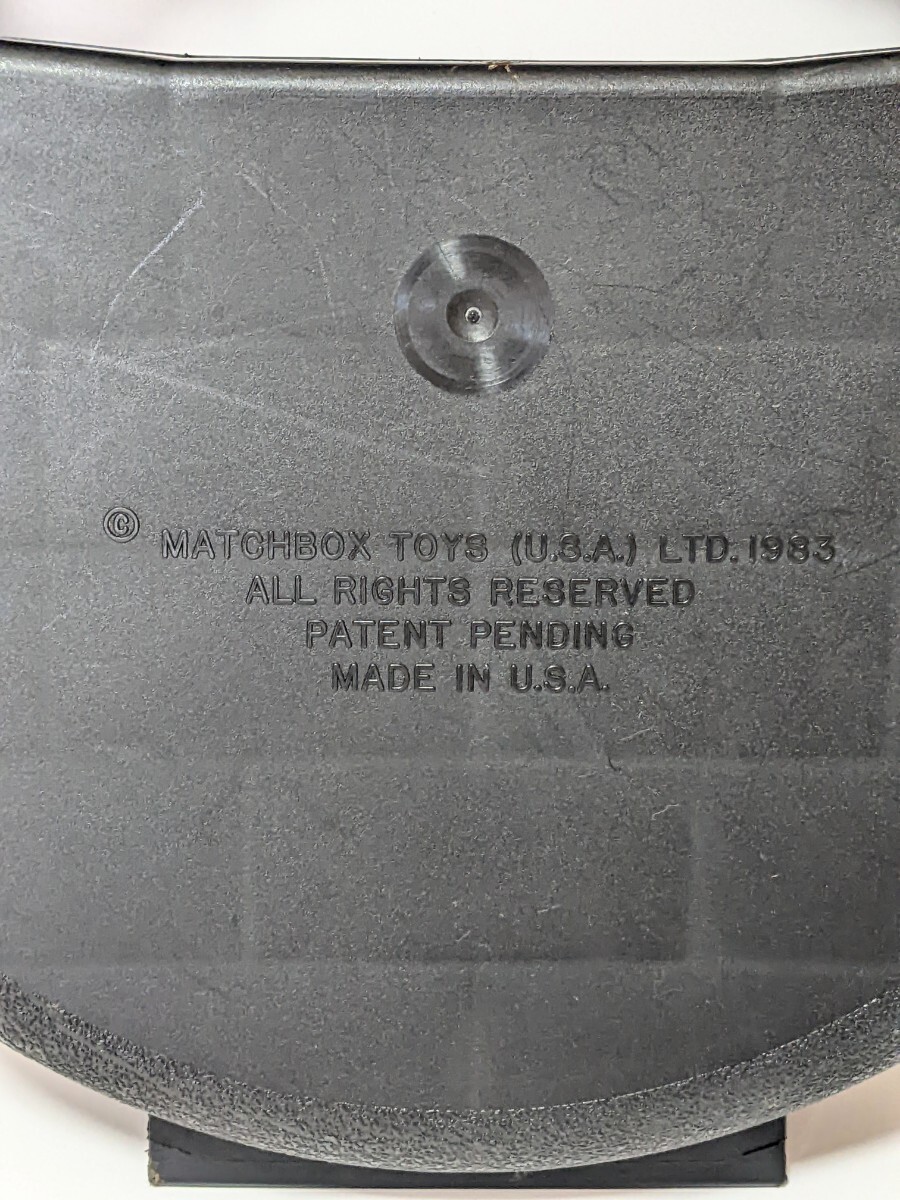 © MATCHBOX TOYS (U.S.A.) LTD. 1983
ALL RIGHTS RESERVED
PATENT PENDING
MADE IN U.S.A.